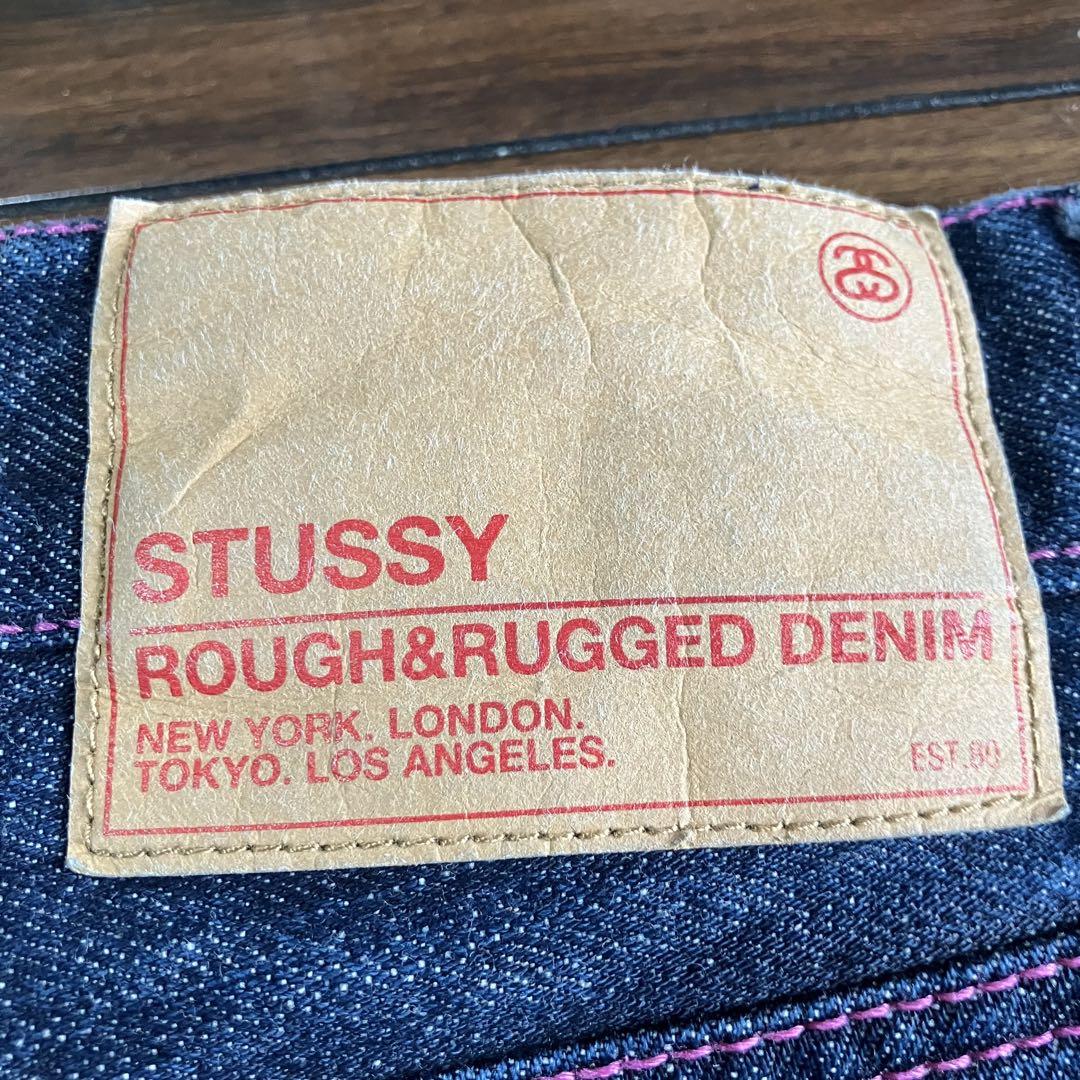 STUSSY
ROUGH&RUGGED DENIM
NEW YORK. LONDON.
TOKYO. LOS ANGELES.
EST.80